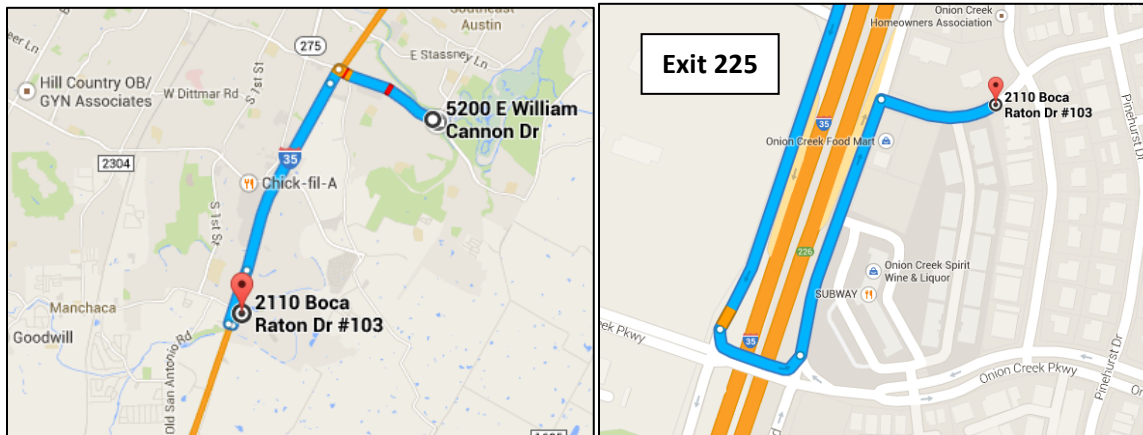 Southeast
Austin
275
eer Ln
S 1st St
E Stassney Ln
Hill Country OB/
GYN Associates
W Dittmar Rd
5200 E William
Cannon Dr
35
2304
Chick-fil-A
S 1st St
2110 Boca
Raton Dr #103
Manchaca
Goodwill
Old San Antonio Rd
Exit 225
Onion Creek
Homeowners Association
2110 Boca
Raton Dr #103
35
Onion Creek Food Mart
Pinehurst Dr
226
Onion Creek Spirit
Wine & Liquor
SUBWAY
ek Pkwy
35
Onion Creek Pkwy
Pinehurst Dr
On